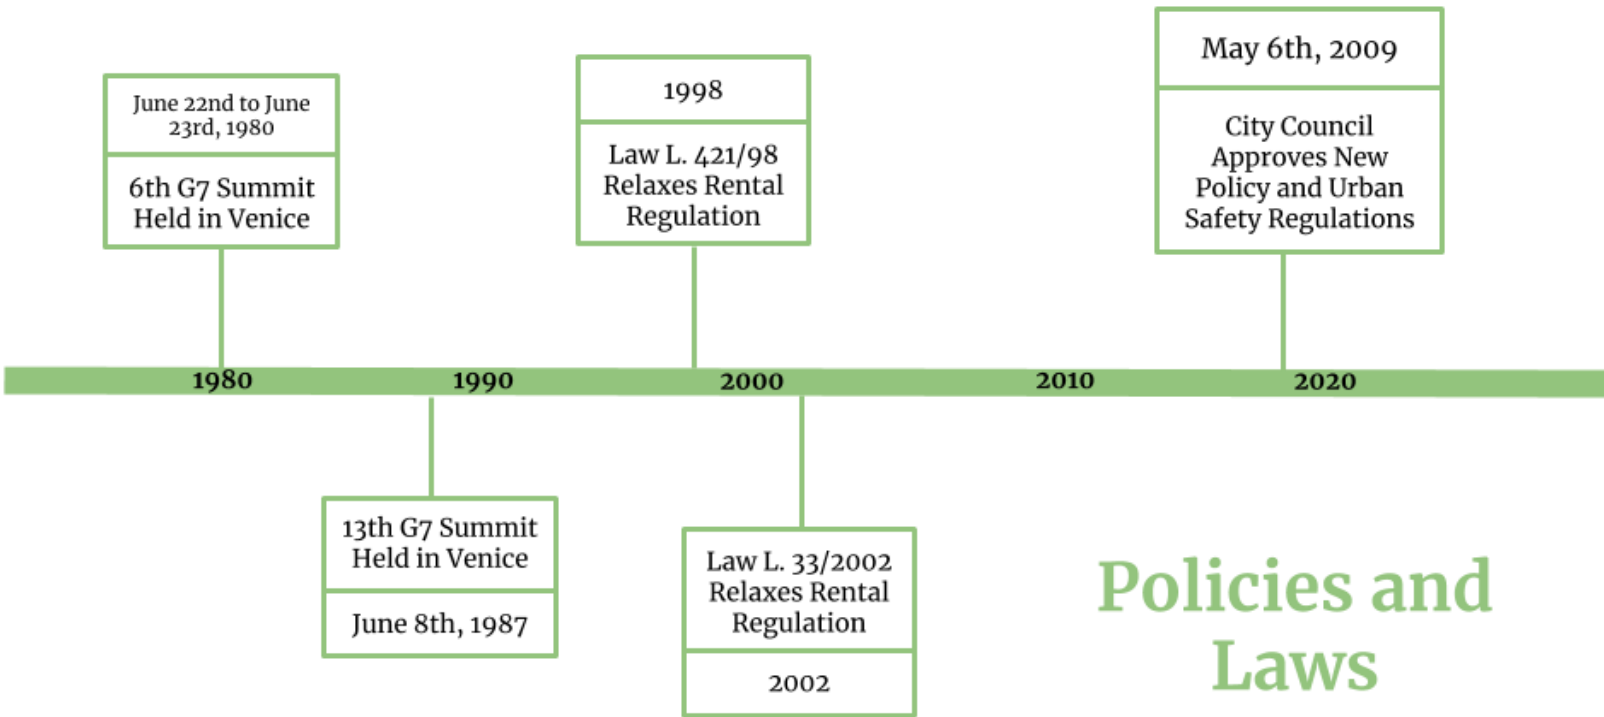 June 22nd to June
23rd, 1980
6th G7 Summit
Held in Venice
1998
Law L. 421/98
Relaxes Rental
Regulation
May 6th, 2009
City Council
Approves New
Policy and Urban
Safety Regulations
1980
1990
2000
2010
2020
13th G7 Summit
Held in Venice
June 8th, 1987
Law L. 33/2002
Relaxes Rental
Regulation
2002
Policies and
Laws